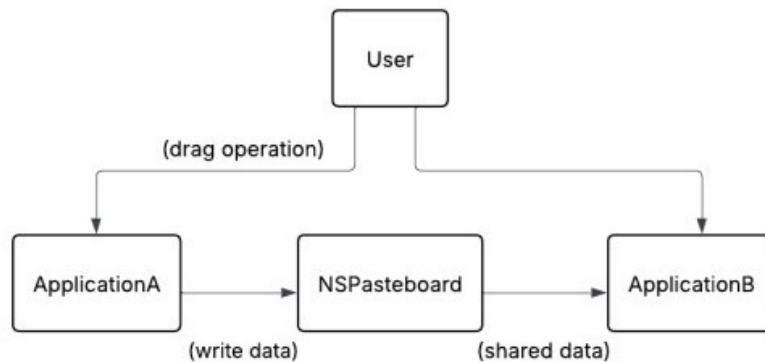 User
(drag operation)
ApplicationA
NSPasteboard
ApplicationB
(write data)
(shared data)